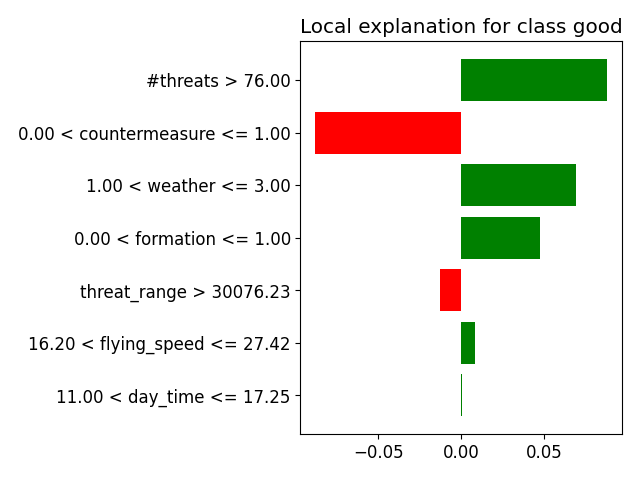 Local explanation for class good
#threats > 76.00
0.00 < countermeasure <= 1.00
1.00 < weather <= 3.00
0.00 < formation <= 1.00
threat_range > 30076.23
16.20 < flying_speed <= 27.42
11.00 < day_time <= 17.25
−0.05 0.00 0.05